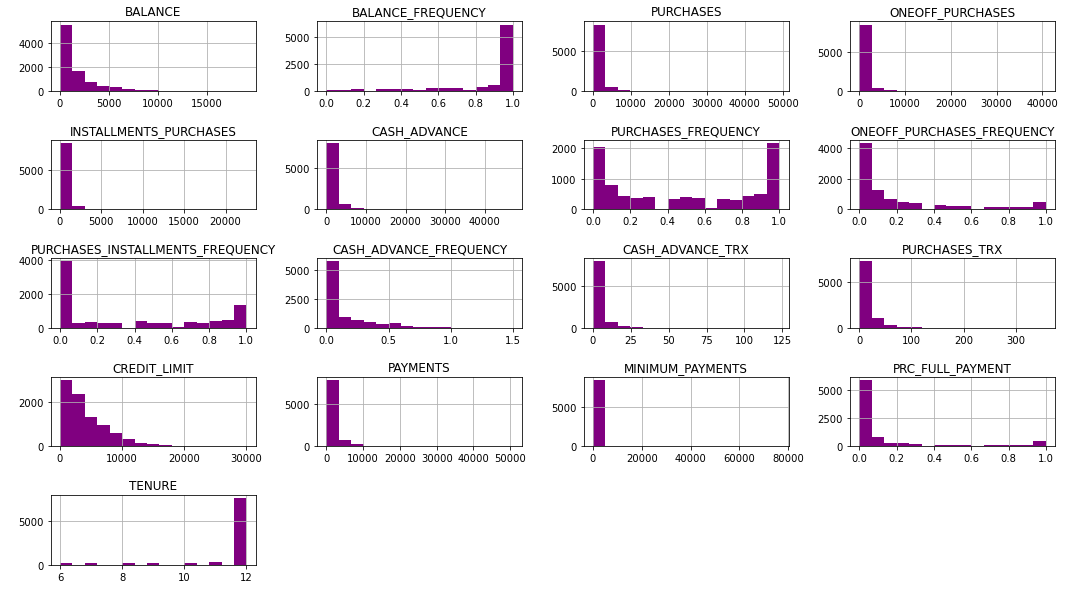 BALANCE
4000
2000
0
0 5000 10000 15000
BALANCE_FREQUENCY
5000
2500
0
0.0 0.2 0.4 0.6 0.8 1.0
PURCHASES
5000
0
0 10000 20000 30000 40000 50000
ONEOFF_PURCHASES
5000
0
0 10000 20000 30000 40000
INSTALLMENTS_PURCHASES
5000
0
0 5000 10000 15000 20000
CASH_ADVANCE
5000
0
0 10000 20000 30000 40000
PURCHASES_FREQUENCY
2000
1000
0
0.0 0.2 0.4 0.6 0.8 1.0
ONEOFF_PURCHASES_FREQUENCY
4000
2000
0
0.0 0.2 0.4 0.6 0.8 1.0
PURCHASES_INSTALLMENTS_FREQUENCY
4000
2000
0
0.0 0.2 0.4 0.6 0.8 1.0
CASH_ADVANCE_FREQUENCY
5000
2500
0
0.0 0.5 1.0 1.5
CASH_ADVANCE_TRX
5000
0
0 25 50 75 100 125
PURCHASES_TRX
5000
2500
0
0 100 200 300
CREDIT_LIMIT
2000
0
0 10000 20000 30000
PAYMENTS
5000
0
0 10000 20000 30000 40000 50000
MINIMUM_PAYMENTS
5000
0
0 20000 40000 60000 80000
PRC_FULL_PAYMENT
5000
2500
0
0.0 0.2 0.4 0.6 0.8 1.0
TENURE
5000
0
6 8 10 12